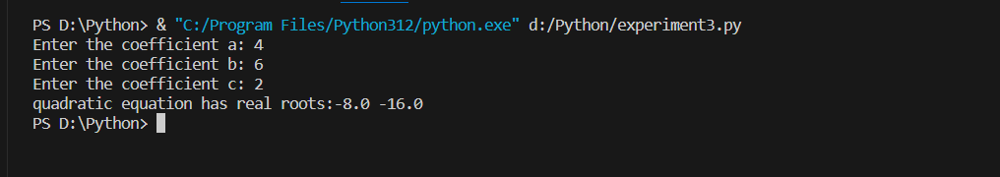 PS D:\Python> & "C:/Program Files/Python312/python.exe" d:/Python/experiment3.py
Enter the coefficient a: 4
Enter the coefficient b: 6
Enter the coefficient c: 2
quadratic equation has real roots:-8.0 -16.0
PS D:\Python>